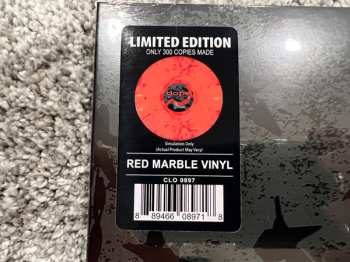 LIMITED EDITION
ONLY 300 COPIES MADE
Dope
Simulation Only
(Actual Product May Vary)
RED MARBLE VINYL
CLO 0897
8 89466 08971 8